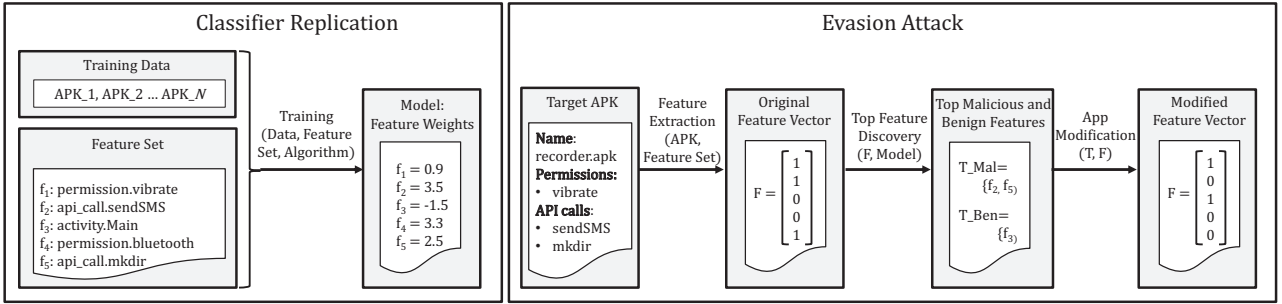 Classifier Replication
Training Data
APK_1, APK_2 ... APK_N
Feature Set
f1: permission.vibrate
f2: api_call.sendSMS
f3: activity.Main
f4: permission.bluetooth
f5: api_call.mkdir
Training
(Data, Feature
Set, Algorithm)
Model:
Feature Weights
f1 = 0.9
f2 = 3.5
f3 = -1.5
f4 = 3.3
f5 = 2.5
Evasion Attack
Target APK
Name:
recorder.apk
Permissions:
• vibrate
API calls:
• sendSMS
• mkdir
Feature
Extraction
(APK,
Feature Set)
Original
Feature Vector
1
1
F = 0
0
1
Top Feature
Discovery
(F, Model)
Top Malicious and
Benign Features
T_Mal=
{f2, f5)
T_Ben=
{f3)
App
Modification
(T, F)
Modified
Feature Vector
1
0
F = 1
0
0